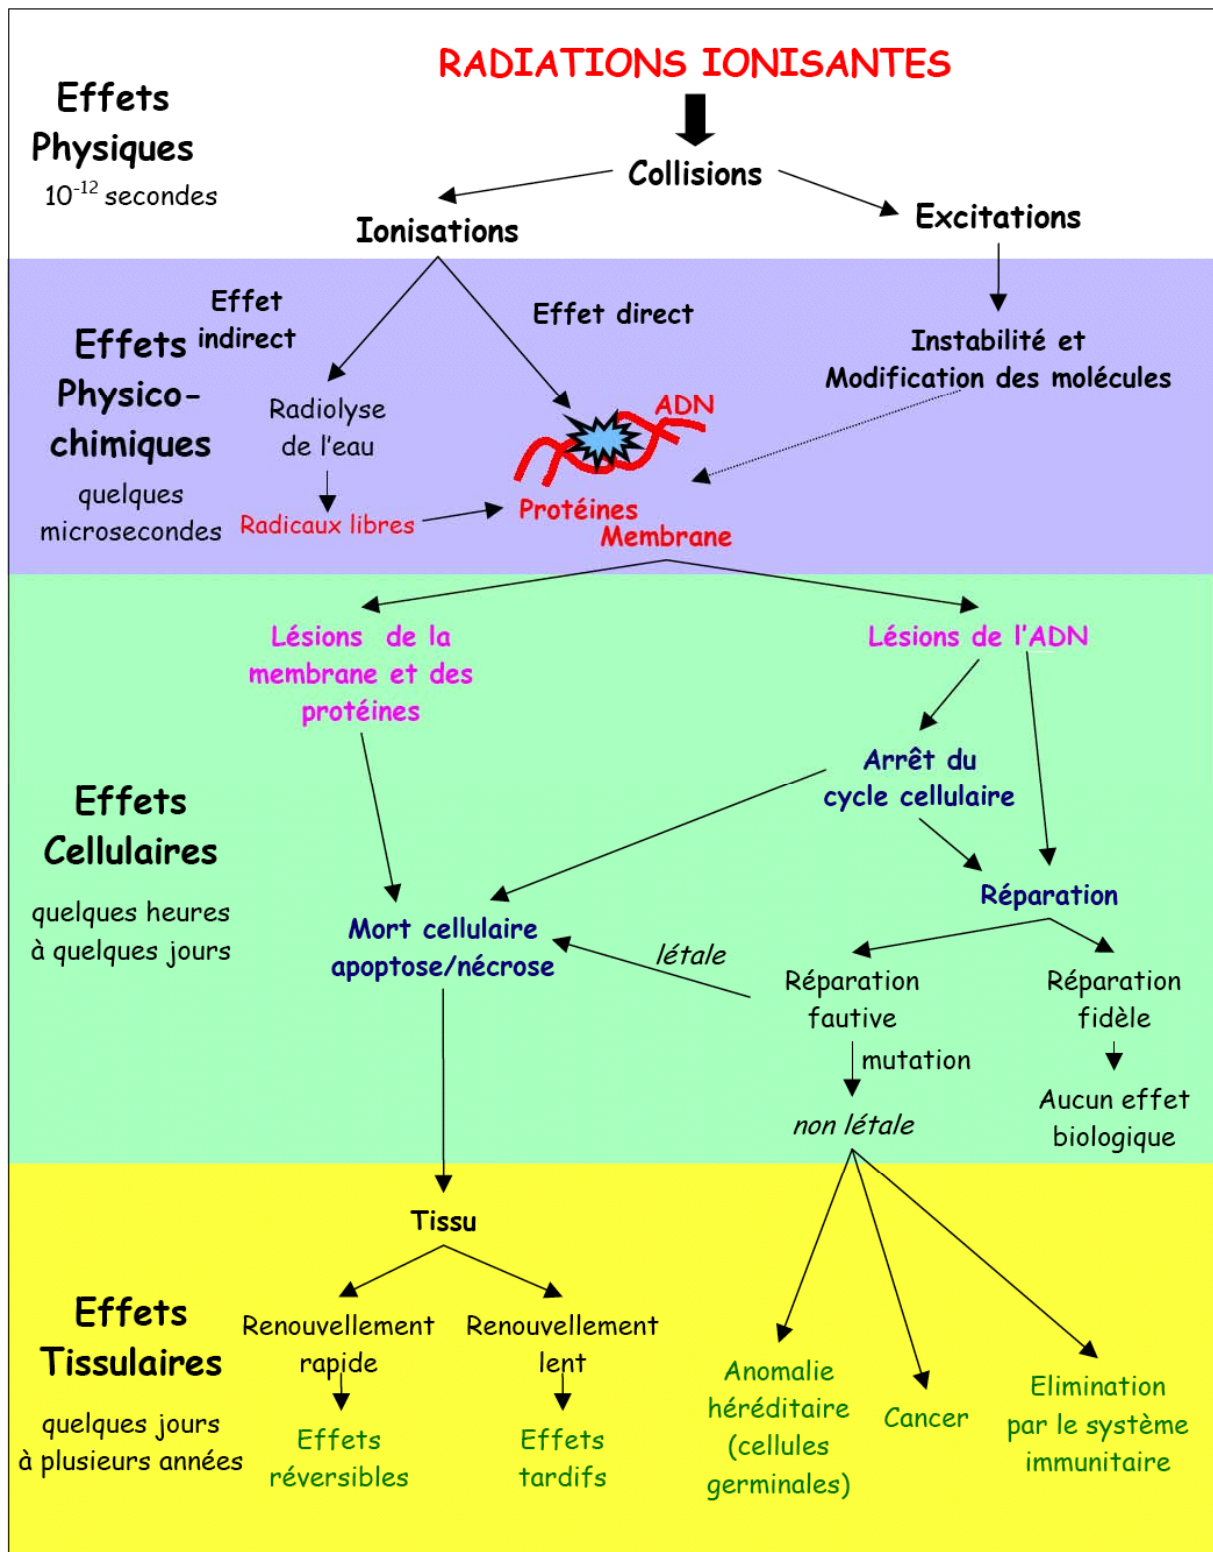 RADIATIONS IONISANTES
Effets
Physiques
10⁻¹² secondes
Collisions
Ionisations
Excitations
Effet
indirect
Effet direct
Effets
Physico-
chimiques
quelques
microsecondes
Instabilité et
Modification des molécules
Radiolyse
de l'eau
ADN
Radicaux libres
Protéines
Membrane
Lésions de la
membrane et des
protéines
Lésions de l'ADN
Arrêt du
cycle cellulaire
Effets
Cellulaires
quelques heures
à quelques jours
Réparation
Mort cellulaire
apoptose/nécrose
létale
Réparation
fautive
Réparation
fidèle
mutation
non létale
Aucun effet
biologique
Tissu
Effets
Tissulaires
quelques jours
à plusieurs années
Renouvellement
rapide
Renouvellement
lent
Effets
réversibles
Effets
tardifs
Anomalie
héréditaire
(cellules
germinales)
Cancer
Elimination
par le système
immunitaire